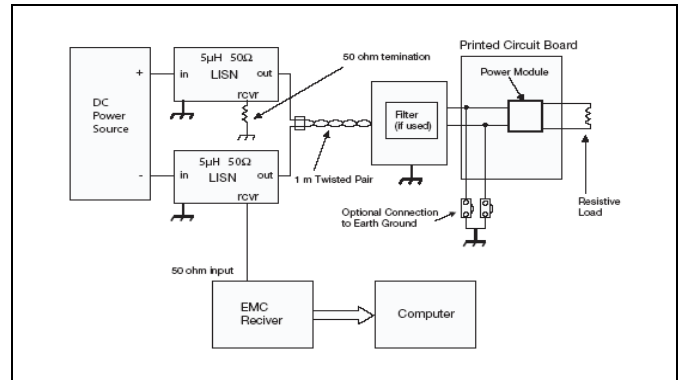 Printed Circuit Board
5µH 50Ω
LISN
in
out
rcvr
50 ohm temination
Power Module
+
DC
Power
Source
-
Filter
(if used)
5µH 50Ω
LISN
in
out
rcvr
1 m Twisted Pair
Optional Connection
to Earth Ground
Resistive
Load
50 ohm input
EMC
Reciver
Computer